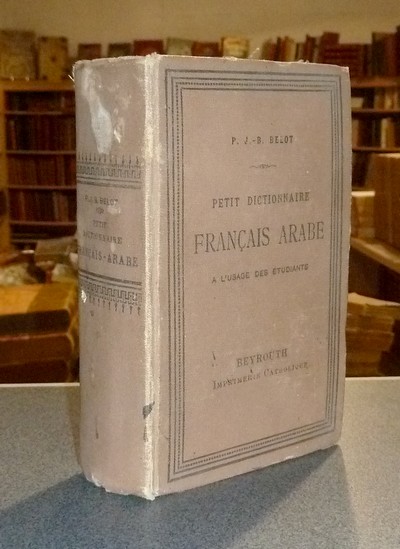 P. J.-B. BELOT
PETIT DICTIONNAIRE
FRANÇAIS ARABE
A L'USAGE DES ÉTUDIANTS
BEYROUTH
IMPRIMERIE CATHOLIQUE
P. J.-B. BELOT
PETIT
DICTIONNAIRE
FRANÇAIS-ARABE